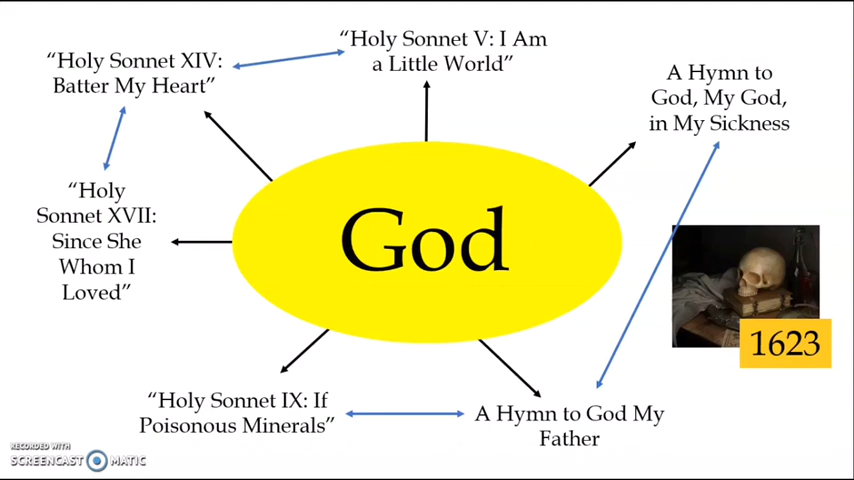 “Holy Sonnet XIV:
Batter My Heart”
“Holy Sonnet V: I Am
a Little World”
A Hymn to
God, My God,
in My Sickness
“Holy
Sonnet XVII:
Since She
Whom I
Loved”
God
1623
“Holy Sonnet IX: If
Poisonous Minerals”
A Hymn to God My
Father
RECORDED WITH
SCREENCAST MATIC